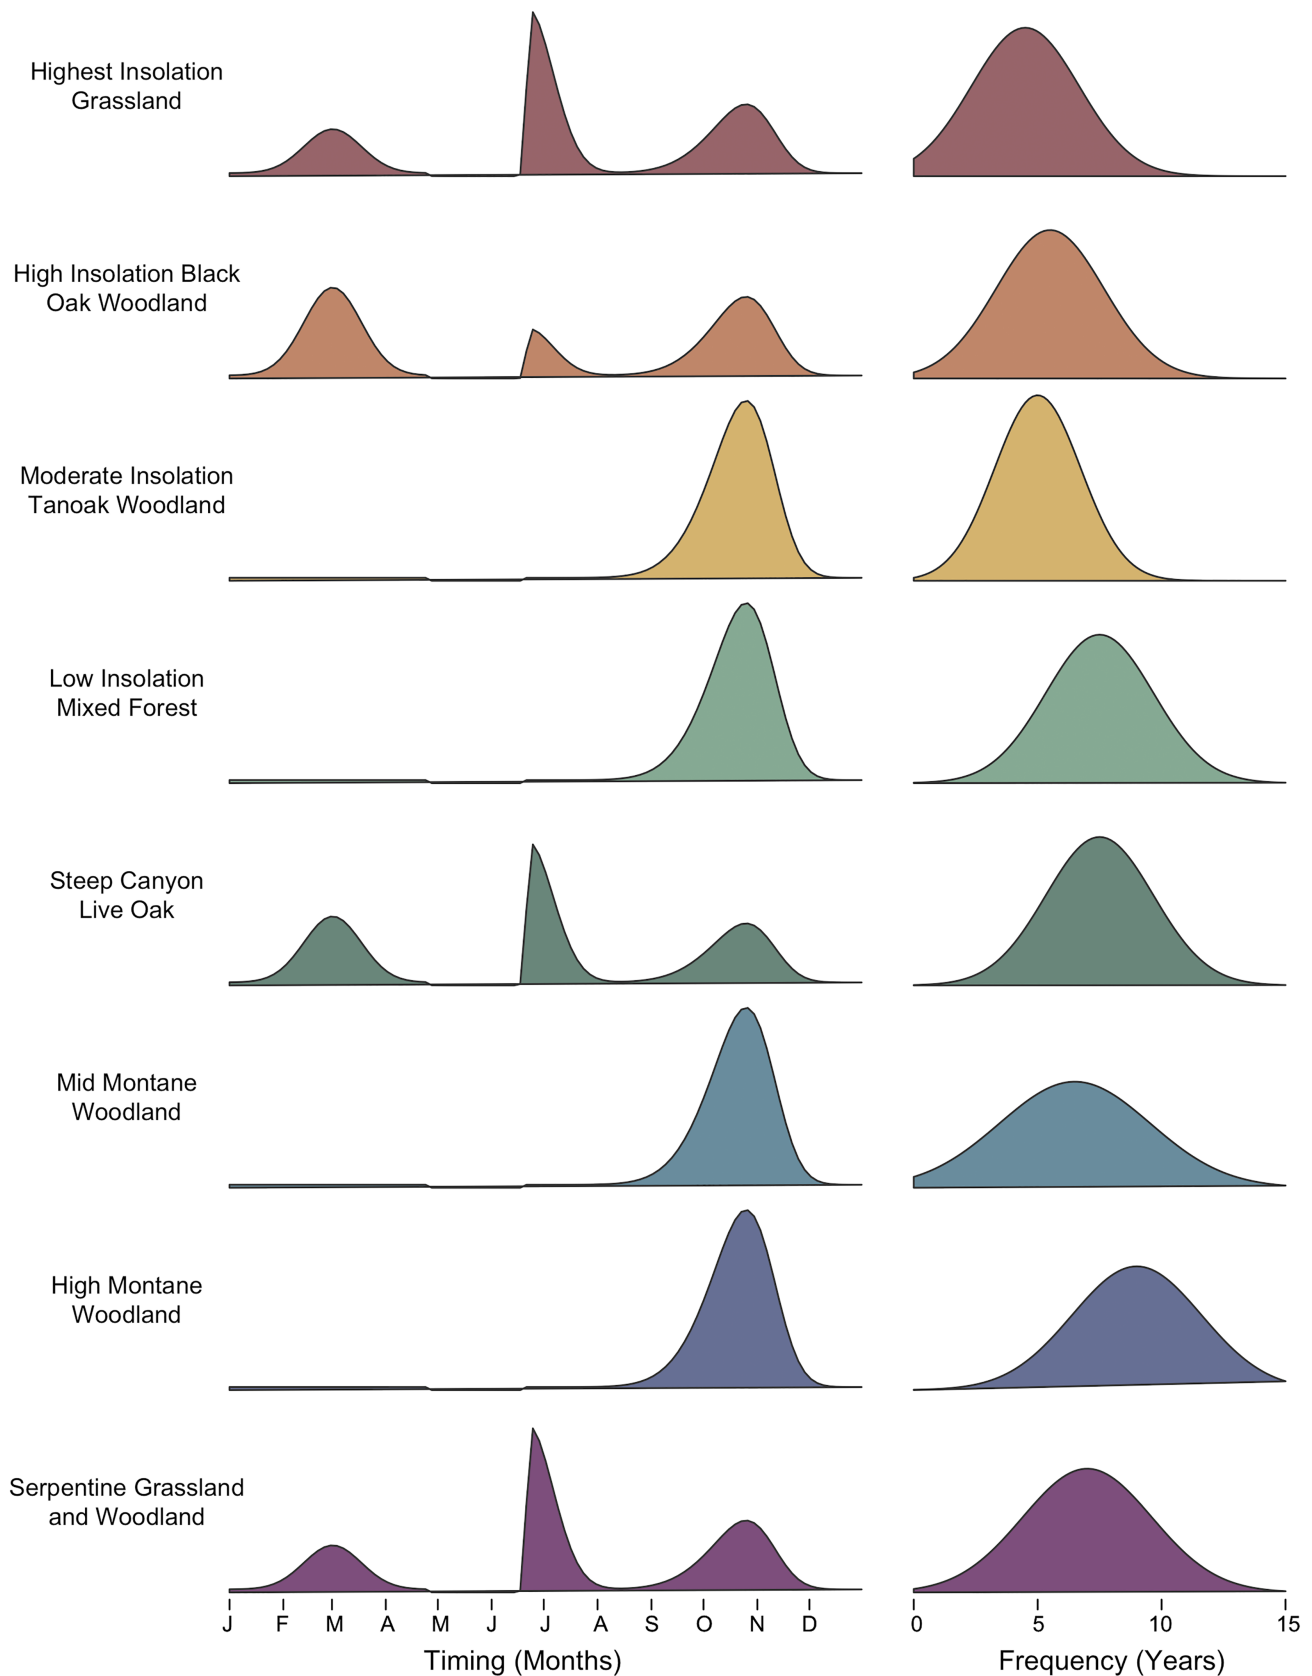 Highest Insolation
Grassland
High Insolation Black
Oak Woodland
Moderate Insolation
Tanoak Woodland
Low Insolation
Mixed Forest
Steep Canyon
Live Oak
Mid Montane
Woodland
High Montane
Woodland
Serpentine Grassland
and Woodland
J F M A M J J A S O N D
0 5 10 15
Timing (Months)
Frequency (Years)